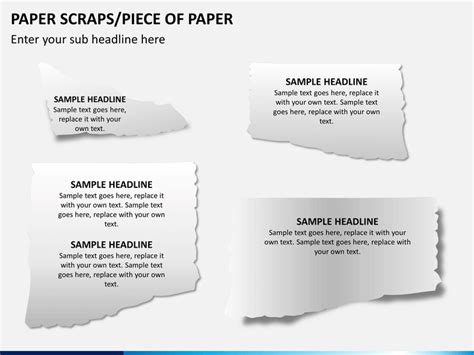 PAPER SCRAPS/PIECE OF PAPER
Enter your sub headline here
SAMPLE HEADLINE
Sample text goes here,
replace it with your
own text.
SAMPLE HEADLINE
Sample text goes here, replace it
with your own text. Sample text
goes here, replace it with your
own text.
SAMPLE HEADLINE
Sample text goes here, replace it
with your own text. Sample text
goes here, replace it with your
own text.
SAMPLE HEADLINE
Sample text goes here, replace it
with your own text. Sample text
goes here, replace it with your
own text.
SAMPLE HEADLINE
Sample text goes here, replace it with your
own text. Sample text goes here, replace with
it with your own text.